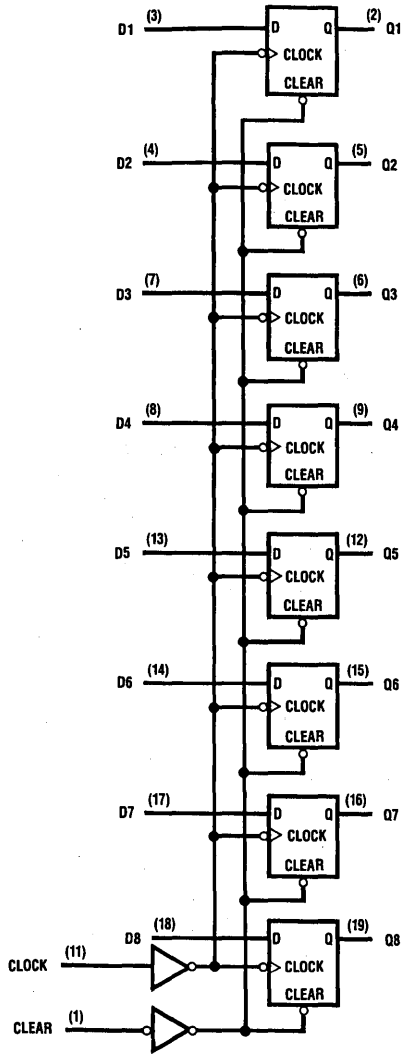 D1 (3) D Q (2) Q1
CLOCK
CLEAR
D2 (4) D Q (5) Q2
CLOCK
CLEAR
D3 (7) D Q (6) Q3
CLOCK
CLEAR
D4 (8) D Q (9) Q4
CLOCK
CLEAR
D5 (13) D Q (12) Q5
CLOCK
CLEAR
D6 (14) D Q (15) Q6
CLOCK
CLEAR
D7 (17) D Q (16) Q7
CLOCK
CLEAR
D8 (18) D Q (19) Q8
CLOCK (11) CLOCK
CLEAR
CLEAR (1)